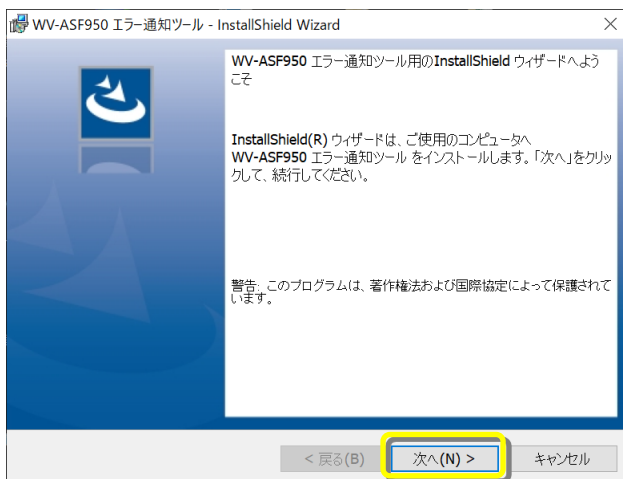 WV-ASF950 エラー通知ツール - InstallShield Wizard
WV-ASF950 エラー通知ツール用のInstallShield ウィザードへよう
こそ
InstallShield(R) ウィザードは、ご使用のコンピュータへ
WV-ASF950 エラー通知ツール をインストールします。「次へ」をクリッ
クして、続行してください。
警告: このプログラムは、著作権法および国際協定によって保護されて
います。
< 戻る(B)　次へ(N) >　キャンセル